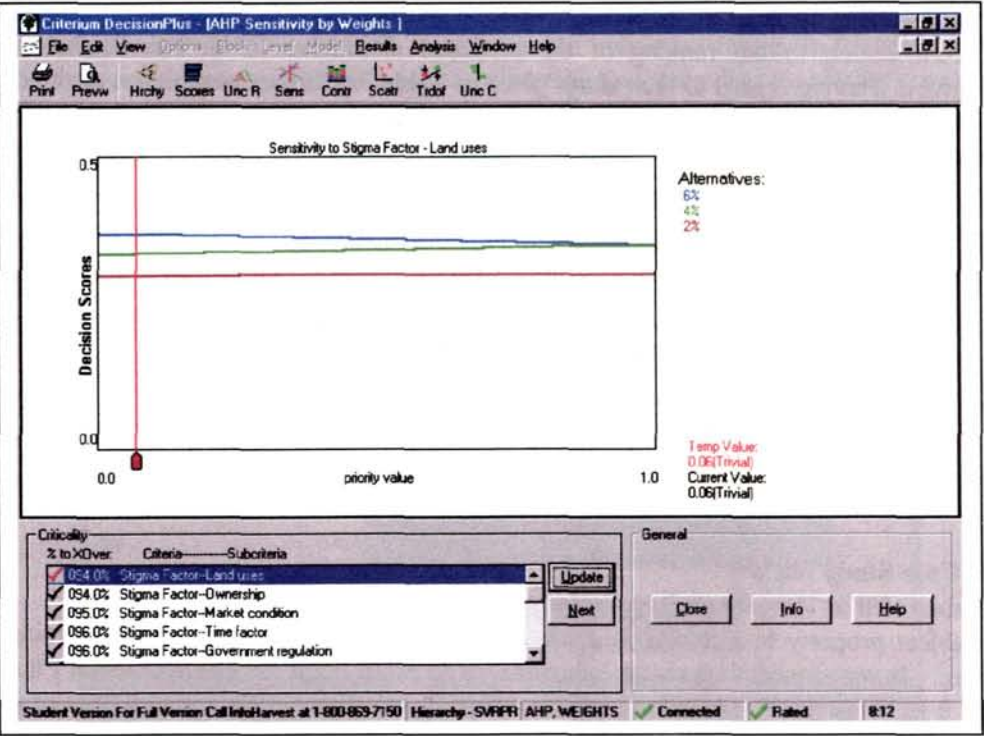 Criterium DecisionPlus - [AHP Sensitivity by Weights ]
File Edit View Options Block Level Model Results Analysis Window Help
Print Prevw Hrchy Scores Unc R Sens Contr Scatr Trdof Unc C
Sensitivity to Stigma Factor - Land uses
0.5
Decision Scores
0.0
0.0 priority value 1.0
Alternatives:
6%
4%
2%
Temp Value:
0.06(Trivial)
Current Value:
0.06(Trivial)
Criticality
% to XOver: Criteria----------Subcriteria
094.0% Stigma Factor--Land uses
094.0% Stigma Factor--Ownership
095.0% Stigma Factor--Market condition
096.0% Stigma Factor--Time factor
096.0% Stigma Factor--Government regulation
Update
Next
General
Close Info Help
Student Version For Full Version Call InfoHarvest at 1-800-869-7150 Hierarchy - SVRPR AHP, WEIGHTS Connected Rated 8:12